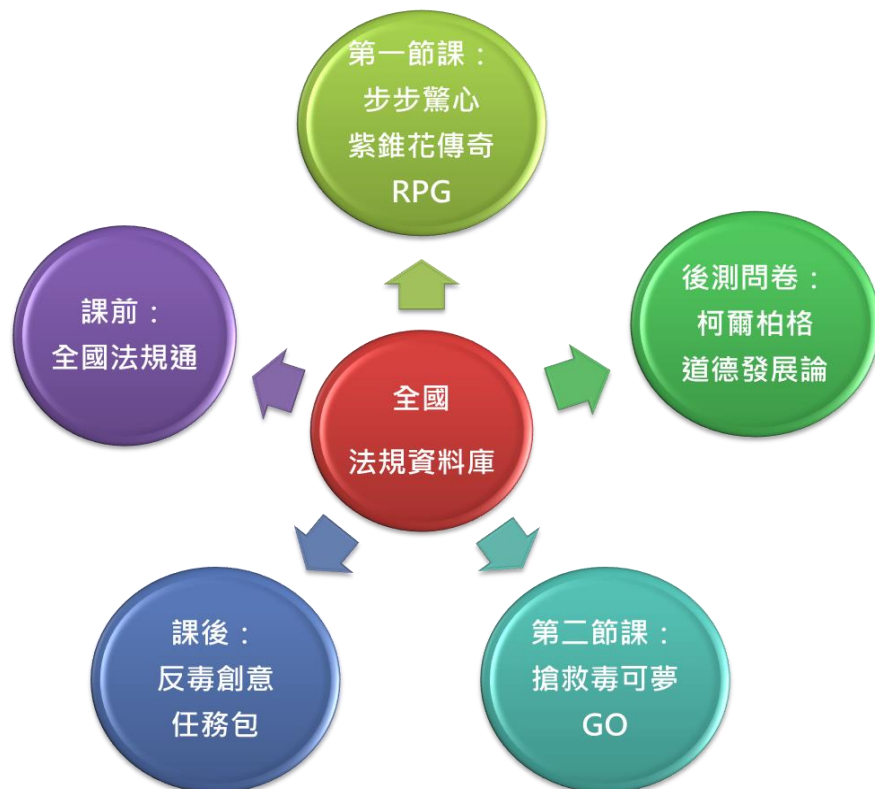 第一節課：
步步驚心
紫錐花傳奇
RPG
後測問卷：
柯爾柏格
道德發展論
課前：
全國法規通
全國
法規資料庫
課後：
反毒創意
任務包
第二節課：
搶救毒可夢
GO